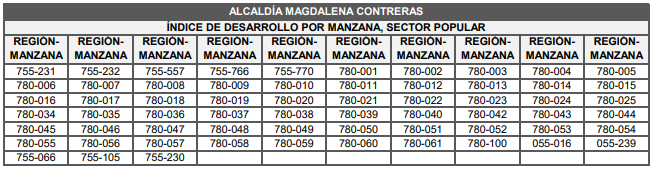 ALCALDÍA MAGDALENA CONTRERAS
ÍNDICE DE DESARROLLO POR MANZANA, SECTOR POPULAR
REGIÓN- REGIÓN- REGIÓN- REGIÓN- REGIÓN- REGIÓN- REGIÓN- REGIÓN- REGIÓN- REGIÓN-
MANZANA MANZANA MANZANA MANZANA MANZANA MANZANA MANZANA MANZANA MANZANA MANZANA
755-231 755-232 755-557 755-766 755-770 780-001 780-002 780-003 780-004 780-005
780-006 780-007 780-008 780-009 780-010 780-011 780-012 780-013 780-014 780-015
780-016 780-017 780-018 780-019 780-020 780-021 780-022 780-023 780-024 780-025
780-034 780-035 780-036 780-037 780-038 780-039 780-040 780-042 780-043 780-044
780-045 780-046 780-047 780-048 780-049 780-050 780-051 780-052 780-053 780-054
780-055 780-056 780-057 780-058 780-059 780-060 780-061 780-100 055-016 055-239
755-066 755-105 755-230